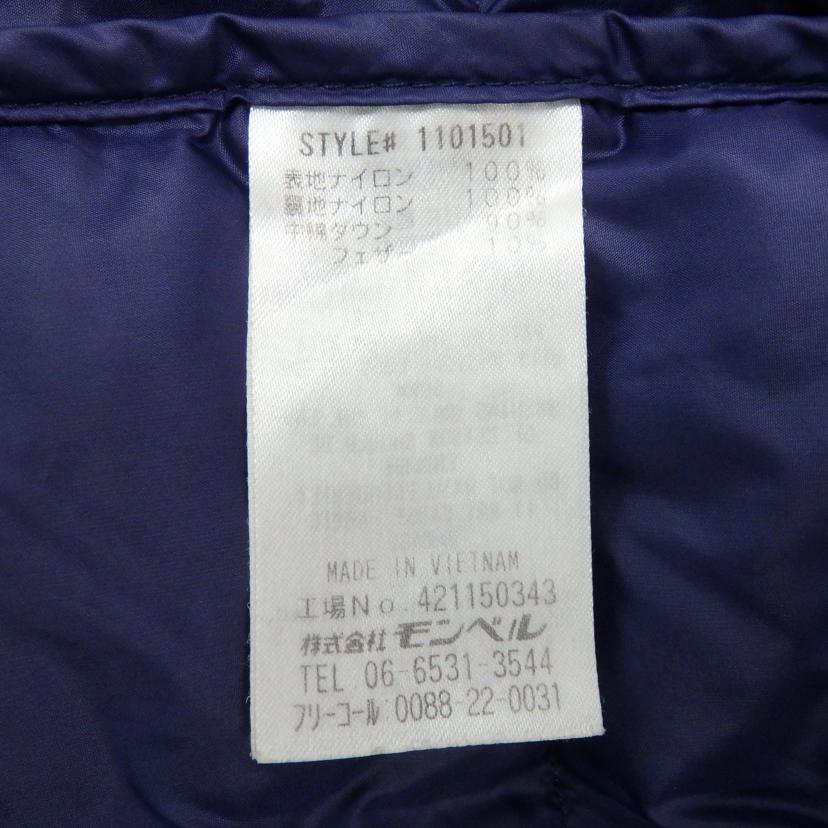 STYLE# 1101501
表地ナイロン 100%
裏地ナイロン 100%
中綿ダウン 90%
フェザー 10%
MADE IN VIETNAM
工場No.421150343
株式会社モンベル
TEL 06-6531-3544
フリーコール:0088-22-0031